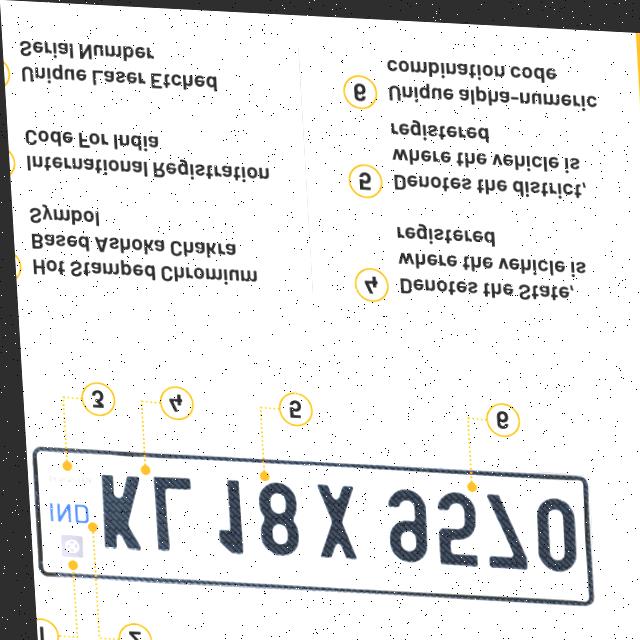 1
2
IND
KL 18 X 9570
3
4
5
6
Hot Stamped Chromium
Based Ashoka Chakra
Symbol
International Registration
Code For India
Unique Laser Etched
Serial Number
4
Denotes the State,
where the vehicle is
registered
5
Denotes the district,
where the vehicle is
registered
6
Unique alpha-numeric
combination code